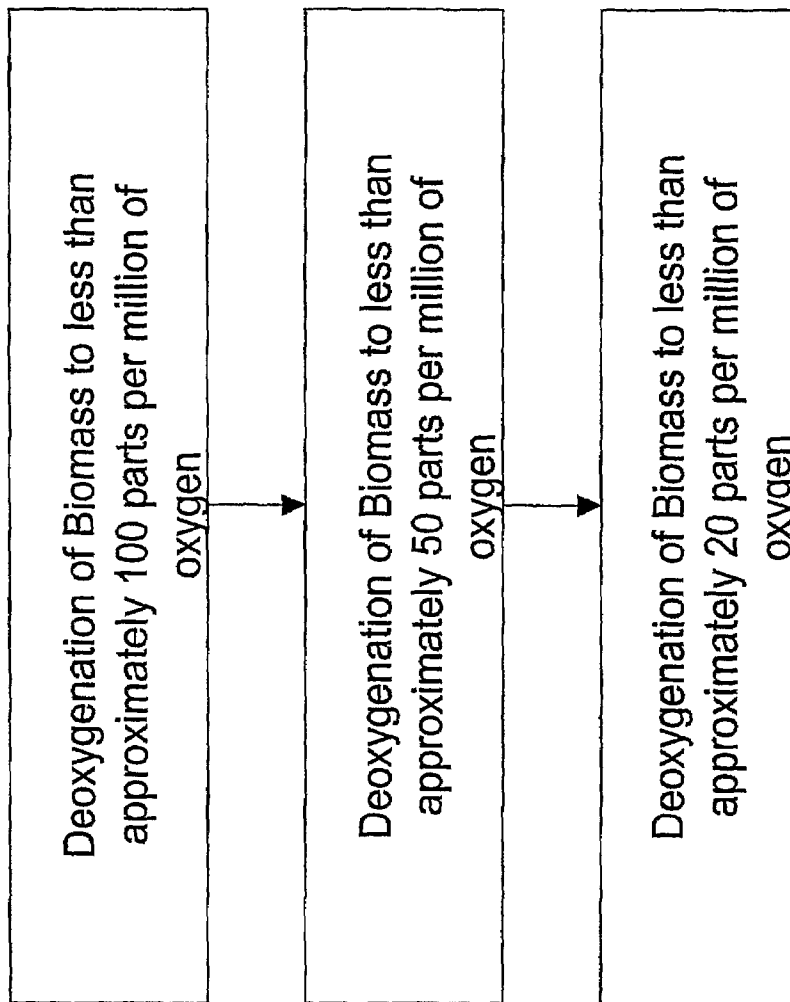 Deoxygenation of Biomass to less than
approximately 100 parts per million of
oxygen
Deoxygenation of Biomass to less than
approximately 50 parts per million of
oxygen
Deoxygenation of Biomass to less than
approximately 20 parts per million of
oxygen